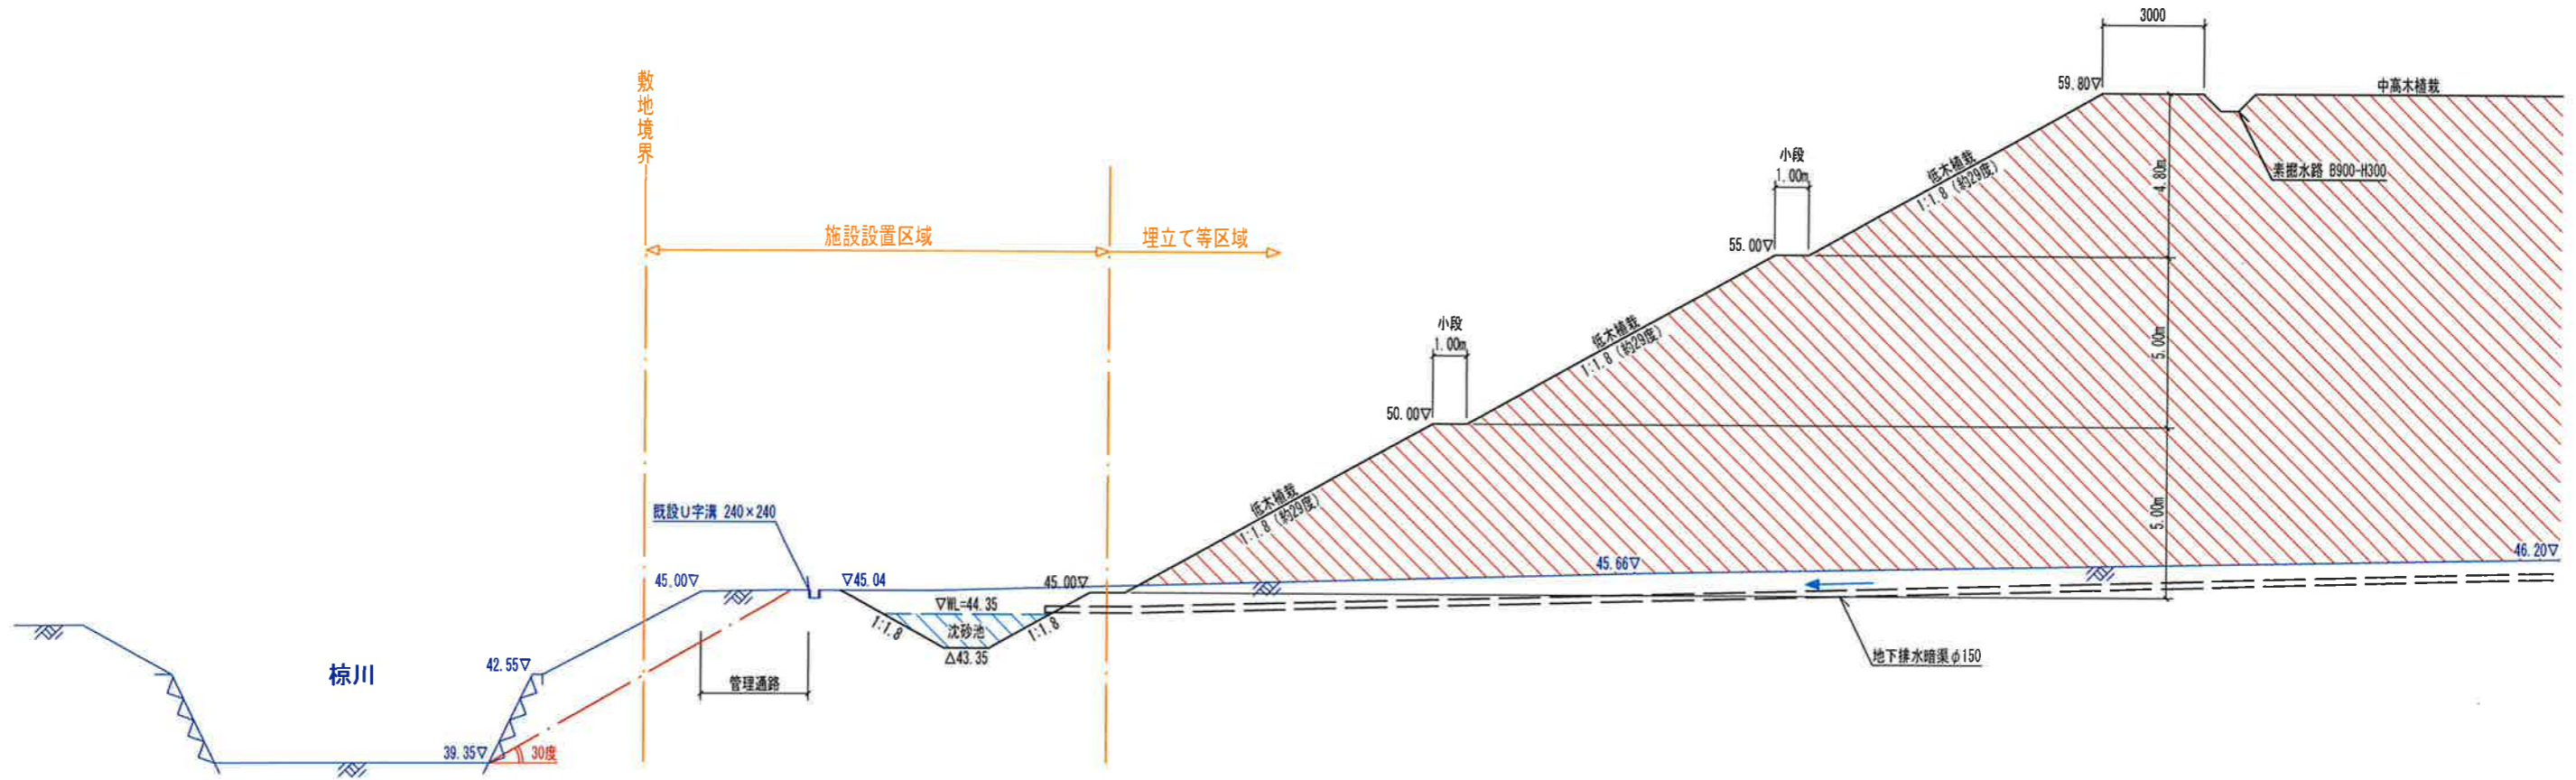 3000
59.80▽
中高木植栽
敷地境界
小段
1.00m
低木植栽
1:1.8 (約29度)
4.80m
素掘水路 B900-H300
施設設置区域
埋立て等区域
55.00▽
小段
1.00m
低木植栽
1:1.8 (約29度)
5.00m
50.00▽
低木植栽
1:1.8 (約29度)
5.00m
既設U字溝 240×240
45.00▽
▽45.04
45.00▽
45.66▽
46.20▽
▽WL=44.35
1:1.8
沈砂池
1:1.8
△43.35
地下排水暗渠φ150
椋川
42.55▽
管理通路
39.35▽
30度